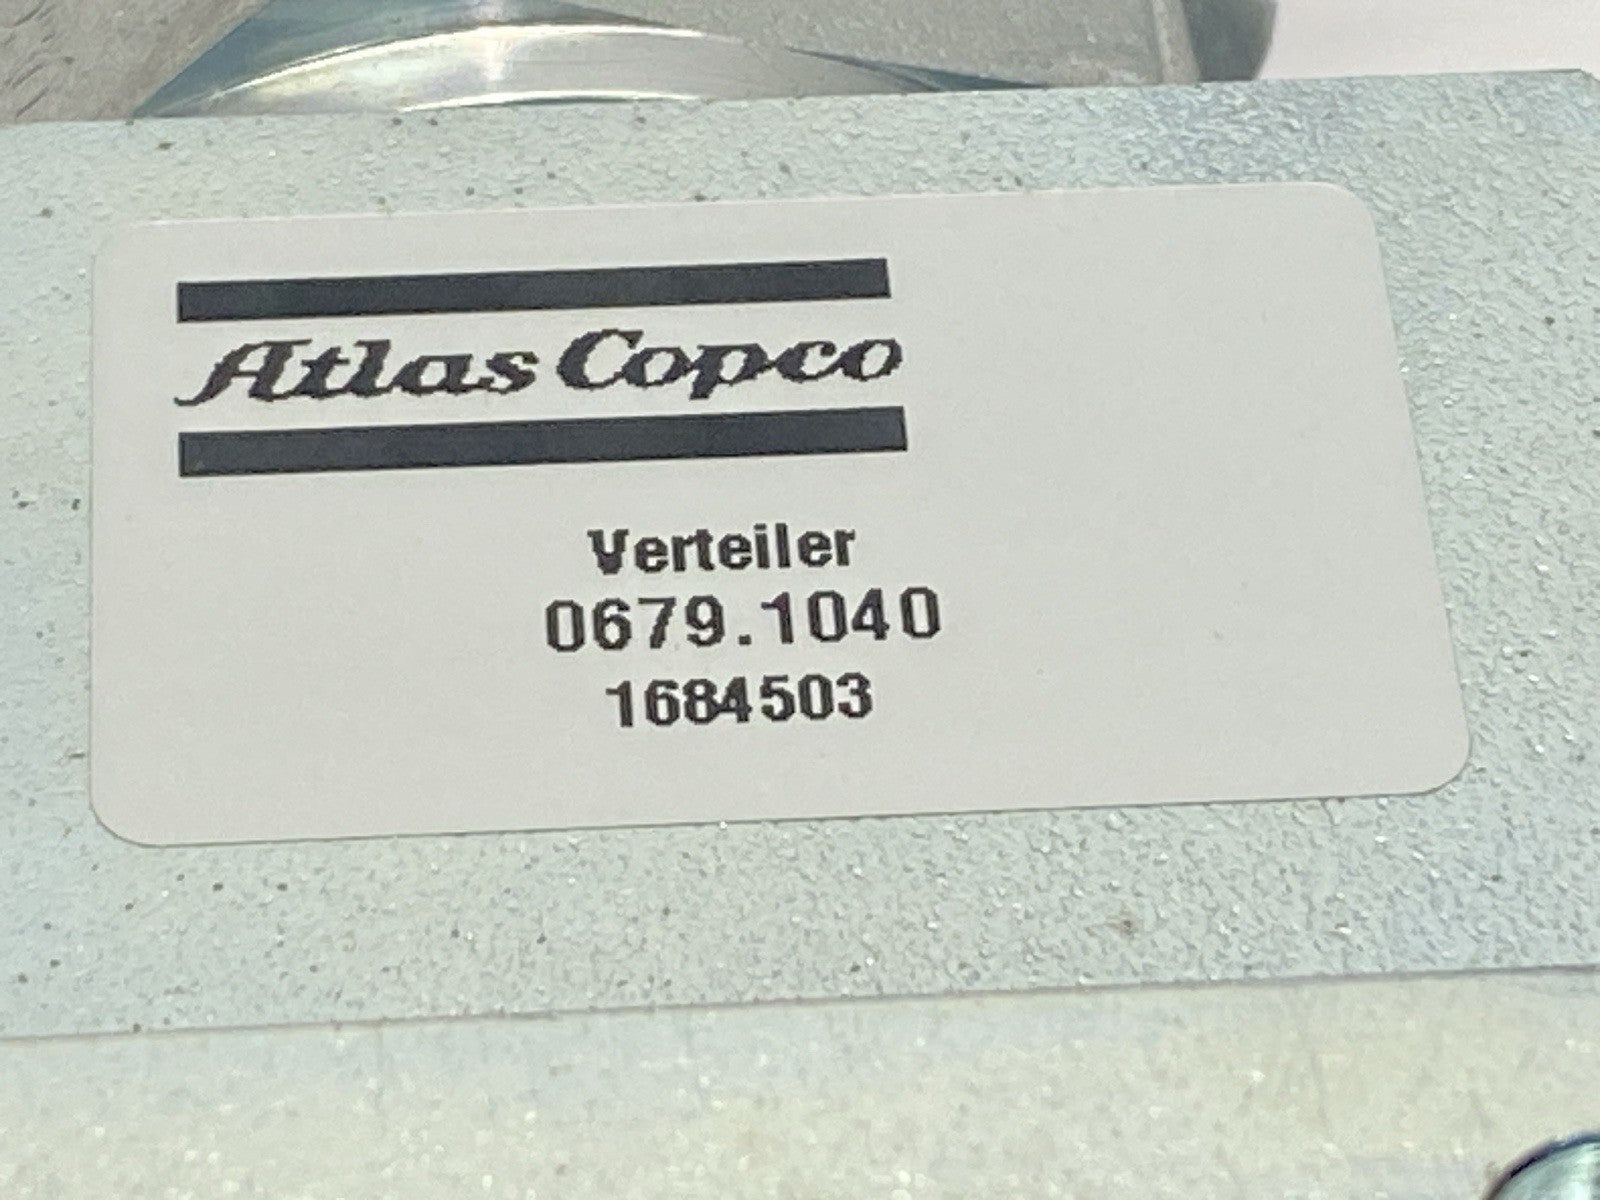 Atlas Copco
Verteiler
0679.1040
1684503